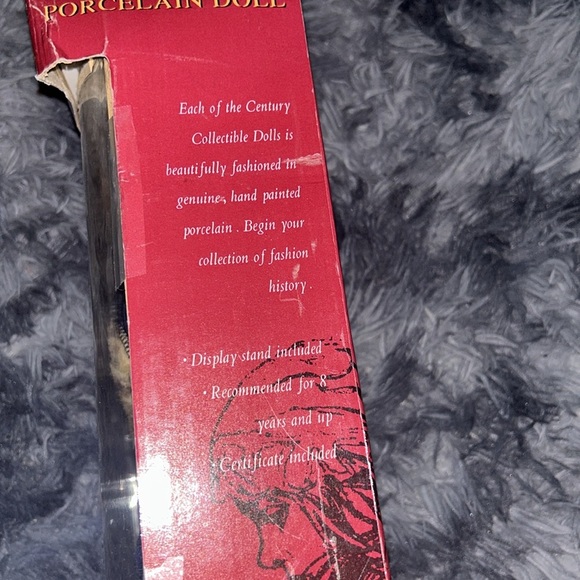 PORCELAIN DOLL
Each of the Century
Collectible Dolls is
beautifully fashioned in
genuine, hand painted
porcelain . Begin your
collection of fashion
history .
· Display stand included
· Recommended for 8
years and up
· Certificate included